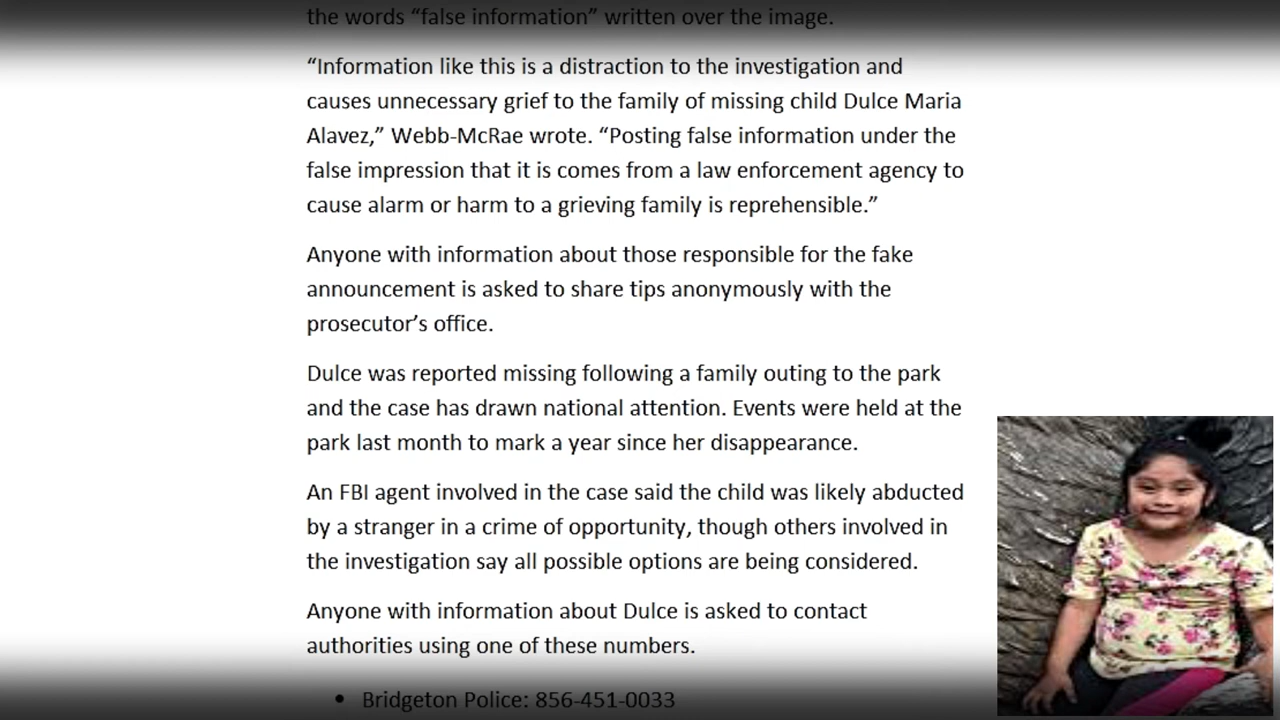 the words “false information” written over the image.
“Information like this is a distraction to the investigation and
causes unnecessary grief to the family of missing child Dulce Maria
Alavez,” Webb-McRae wrote. “Posting false information under the
false impression that it is comes from a law enforcement agency to
cause alarm or harm to a grieving family is reprehensible.”
Anyone with information about those responsible for the fake
announcement is asked to share tips anonymously with the
prosecutor’s office.
Dulce was reported missing following a family outing to the park
and the case has drawn national attention. Events were held at the
park last month to mark a year since her disappearance.
An FBI agent involved in the case said the child was likely abducted
by a stranger in a crime of opportunity, though others involved in
the investigation say all possible options are being considered.
Anyone with information about Dulce is asked to contact
authorities using one of these numbers.
• Bridgeton Police: 856-451-0033